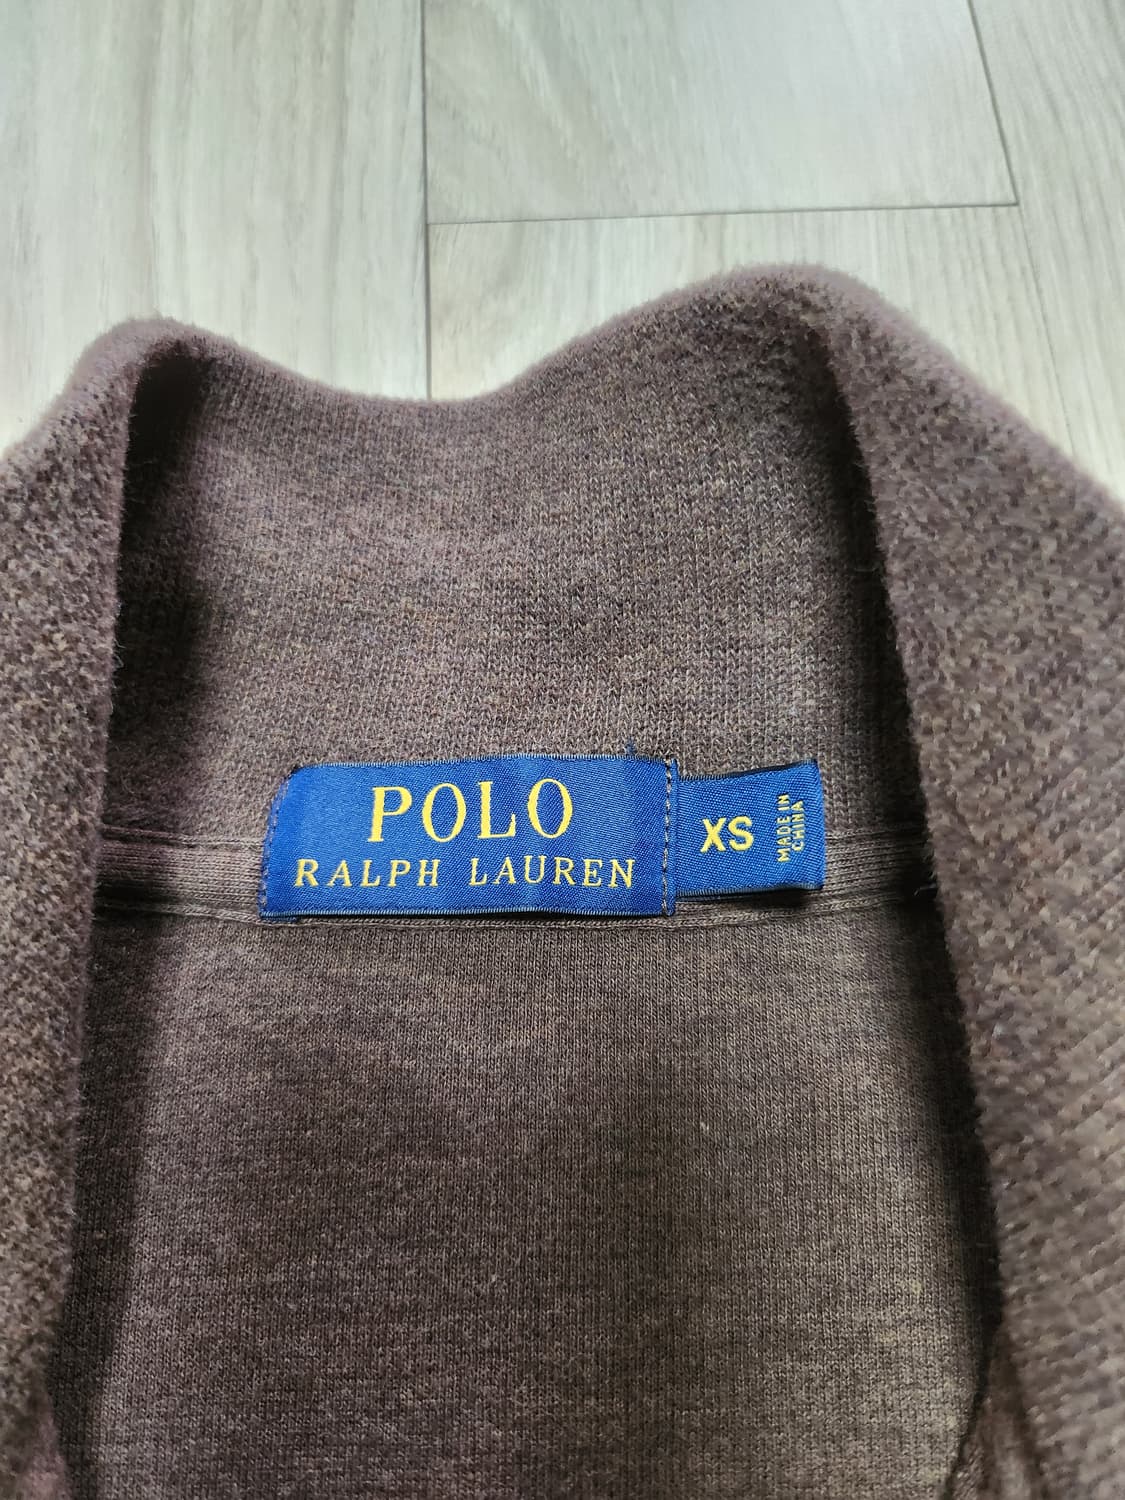 POLO
RALPH LAUREN
XS
MADE IN
CHINA